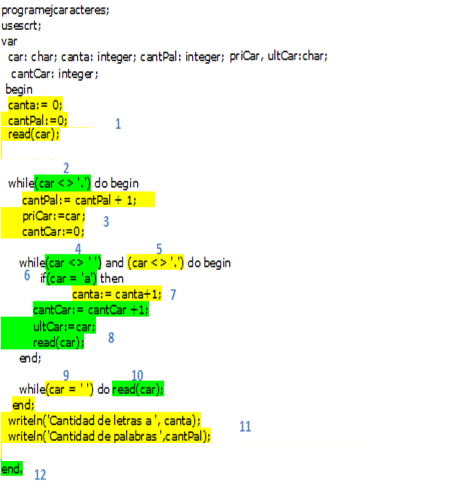 programejcaracteres;
usescrt;
var
car: char; canta: integer; cantPal: integer; priCar, ultCar:char;
cantCar: integer;
begin
canta:= 0;
cantPal:=0; 1
read(car);
2
while(car <> '.') do begin
cantPal:= cantPal + 1;
priCar:=car; 3
cantCar:=0;
4 5
while(car <> ' ') and (car <> '.') do begin
6 if(car = 'a') then
canta:= canta+1; 7
cantCar:= cantCar +1;
ultCar:=car;
read(car); 8
end;
9 10
while(car = ' ') do read(car);
end;
writeln('Cantidad de letras a ', canta);
writeln('Cantidad de palabras ',cantPal); 11
end. 12